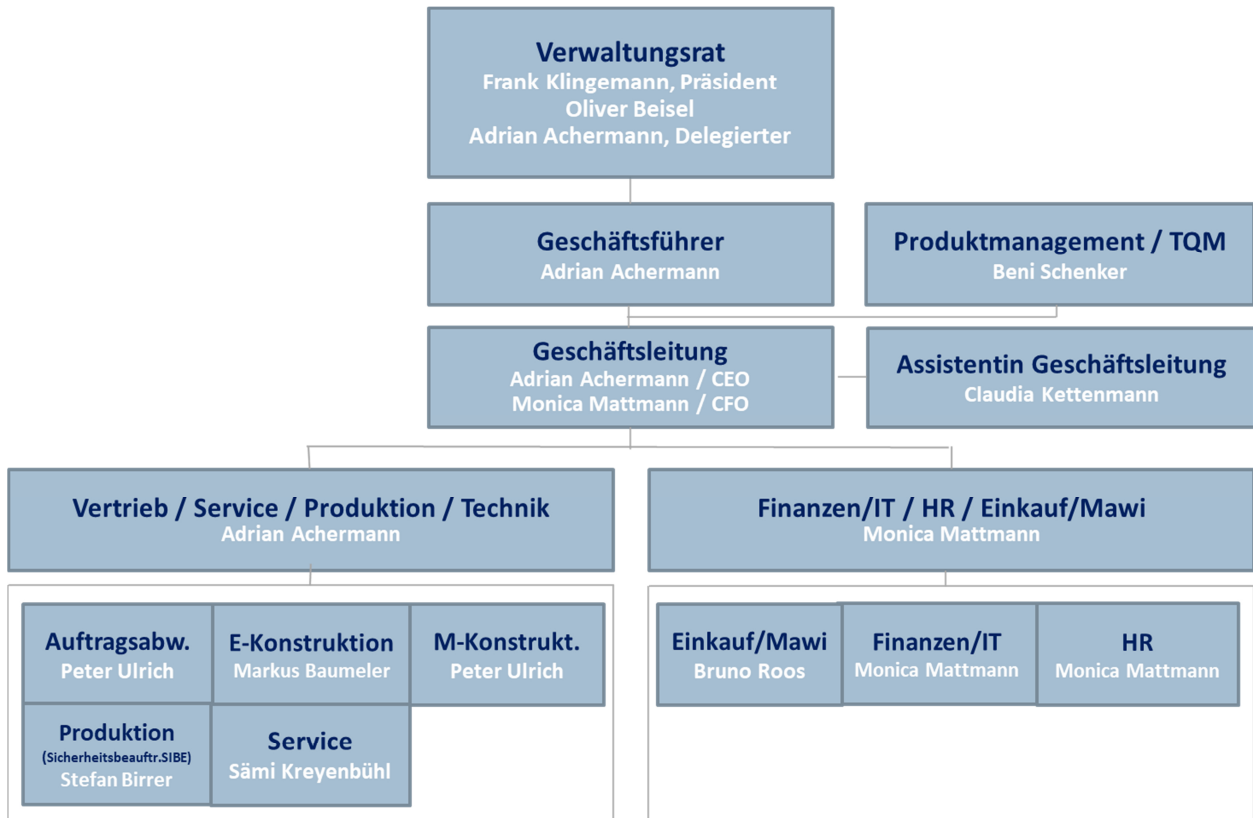 Verwaltungsrat
Frank Klingemann, Präsident
Oliver Beisel
Adrian Achermann, Delegierter
Geschäftsführer
Adrian Achermann
Produktmanagement / TQM
Beni Schenker
Geschäftsleitung
Adrian Achermann / CEO
Monica Mattmann / CFO
Assistentin Geschäftsleitung
Claudia Kettenmann
Vertrieb / Service / Produktion / Technik
Adrian Achermann
Finanzen/IT / HR / Einkauf/Mawi
Monica Mattmann
Auftragsabw.
Peter Ulrich
E-Konstruktion
Markus Baumeler
M-Konstrukt.
Peter Ulrich
Produktion
(Sicherheitsbeauftr.SIBE)
Stefan Birrer
Service
Sämi Kreyenbühl
Einkauf/Mawi
Bruno Roos
Finanzen/IT
Monica Mattmann
HR
Monica Mattmann